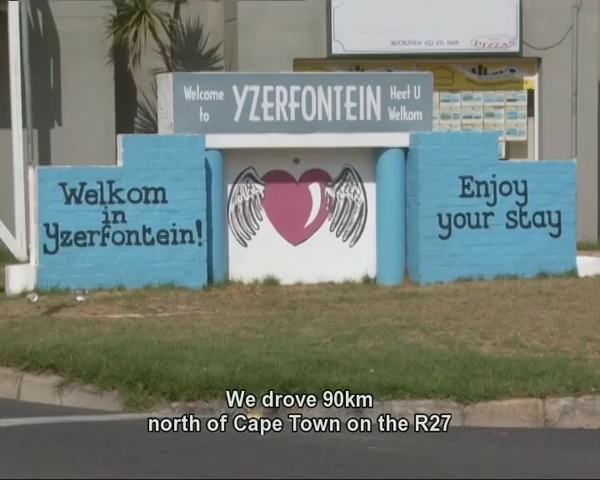 Welcome
to
YZERFONTEIN
Heet U
Welkom
Welkom
in
Yzerfontein!
Enjoy
your stay
We drove 90km
north of Cape Town on the R27